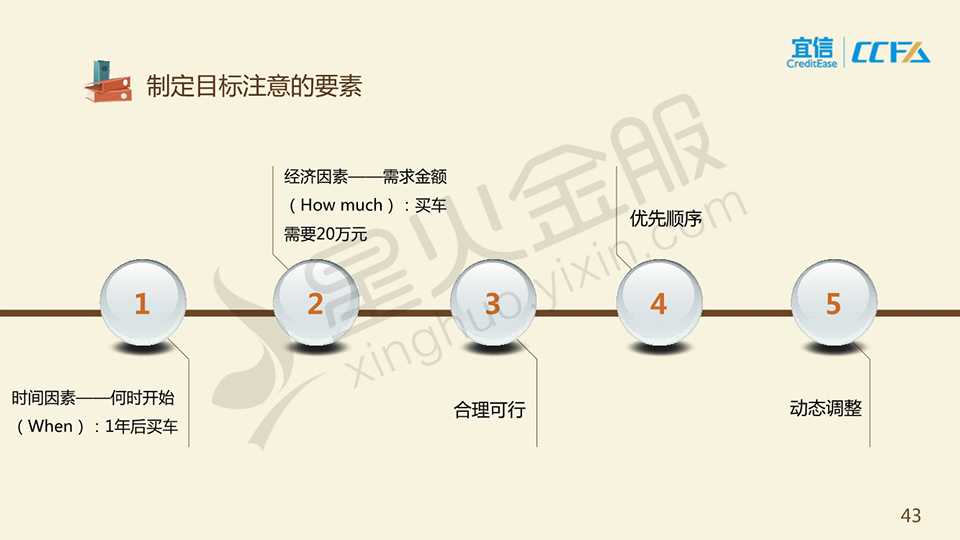 宜信
CreditEase
CCFA
制定目标注意的要素
经济因素——需求金额
（How much）：买车
需要20万元
优先顺序
1
2
3
4
5
时间因素——何时开始
（When）：1年后买车
合理可行
动态调整
星火金服
xinghuo.yixin.com
43